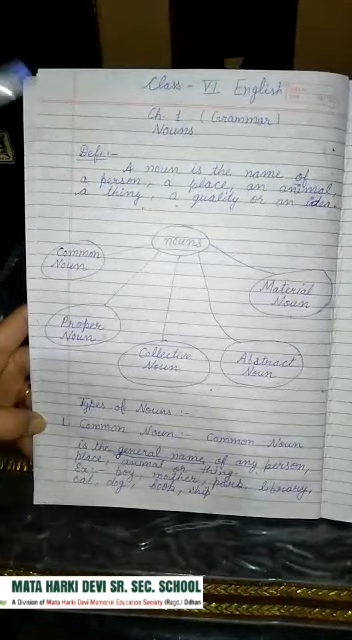 Class - VI English
Ch. 1 (Grammar)
Nouns
Defi:-
A noun is the name of
a person, a place, an animal,
a thing, a quality or an idea.
nouns
Common
Noun
Material
Noun
Proper
Noun
Collective
Noun
Abstract
Noun
Types of Nouns :-
1. Common Noun :- Common Noun
is the general name of any person,
place, animal or thing.
Ex:- boy, mother, park, library,
cat, dog, book, ship
MATA HARKI DEVI SR. SEC. SCHOOL
A Division of Mata Harki Devi Memorial Education Society (Regd.) Odhan